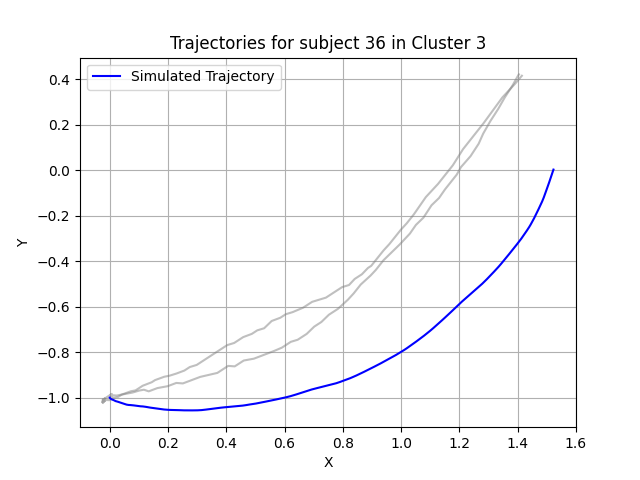 Trajectories for subject 36 in Cluster 3
Simulated Trajectory
0.4
0.2
0.0
−0.2
−0.4
−0.6
−0.8
−1.0
Y
0.0 0.2 0.4 0.6 0.8 1.0 1.2 1.4 1.6
X